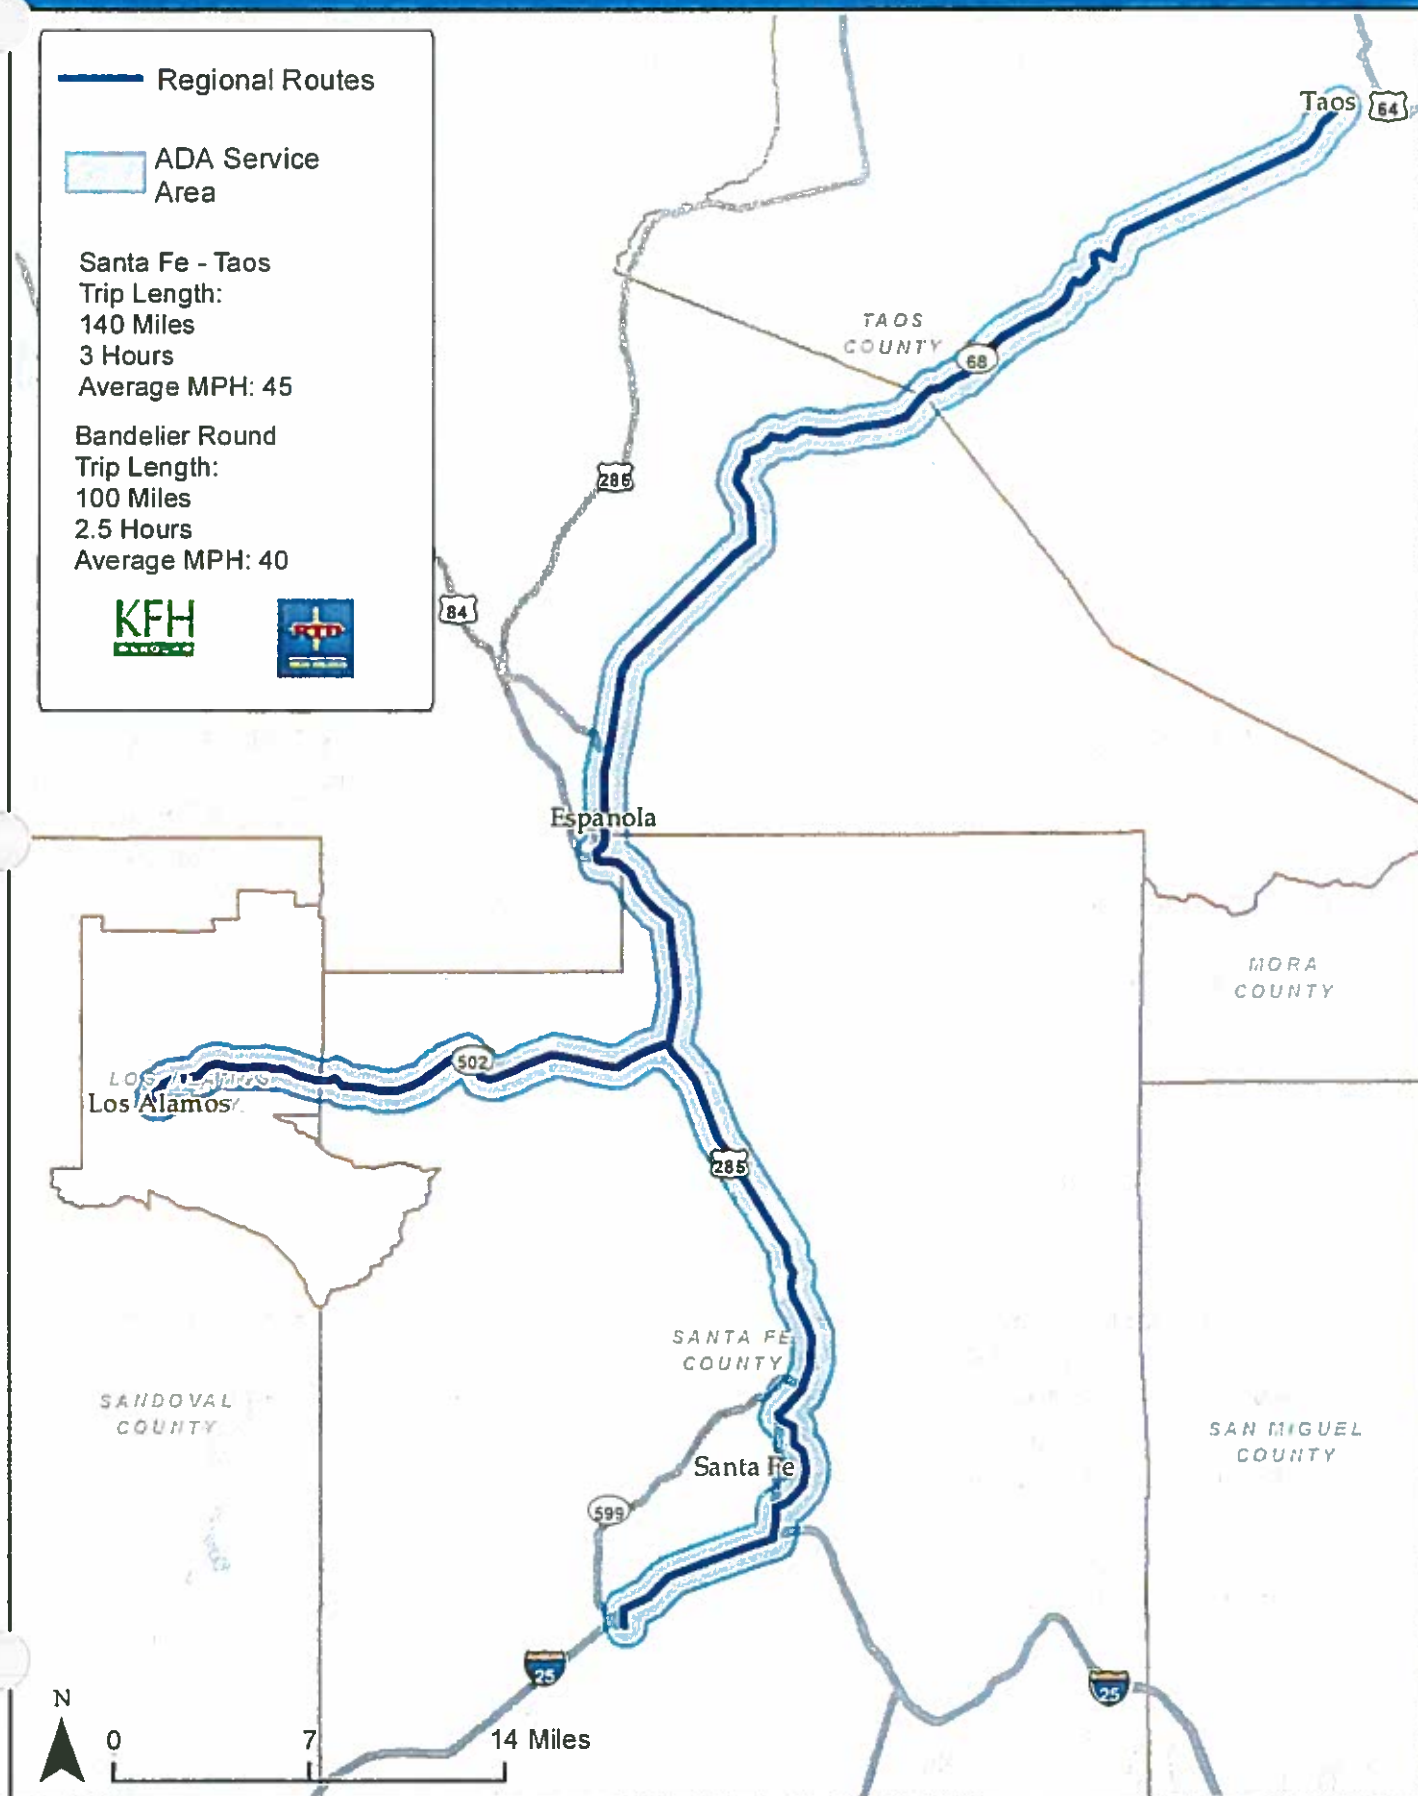 Regional Routes
ADA Service
Area
Santa Fe - Taos
Trip Length:
140 Miles
3 Hours
Average MPH: 45
Bandelier Round
Trip Length:
100 Miles
2.5 Hours
Average MPH: 40
KFH
RTD
Taos
64
TAOS
COUNTY
68
285
84
Espanola
MORA
COUNTY
502
LOS ALAMOS
Los Alamos
285
SANTA FE
COUNTY
SANDOVAL
COUNTY
SAN MIGUEL
COUNTY
Santa Fe
599
25
25
N
0 7 14 Miles